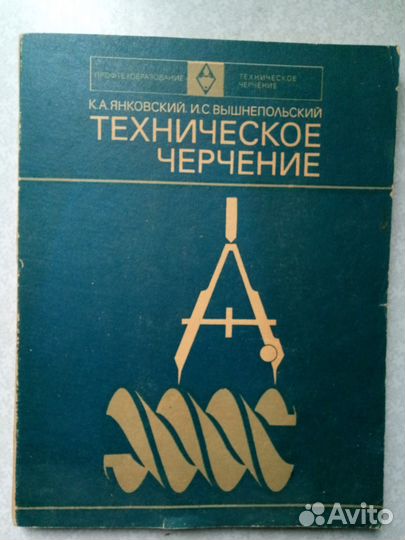 ПРОФТЕХОБРАЗОВАНИЕ
ТЕХНИЧЕСКОЕ
ЧЕРЧЕНИЕ
К.А.ЯНКОВСКИЙ, И.С.ВЫШНЕПОЛЬСКИЙ
ТЕХНИЧЕСКОЕ
ЧЕРЧЕНИЕ
Avito